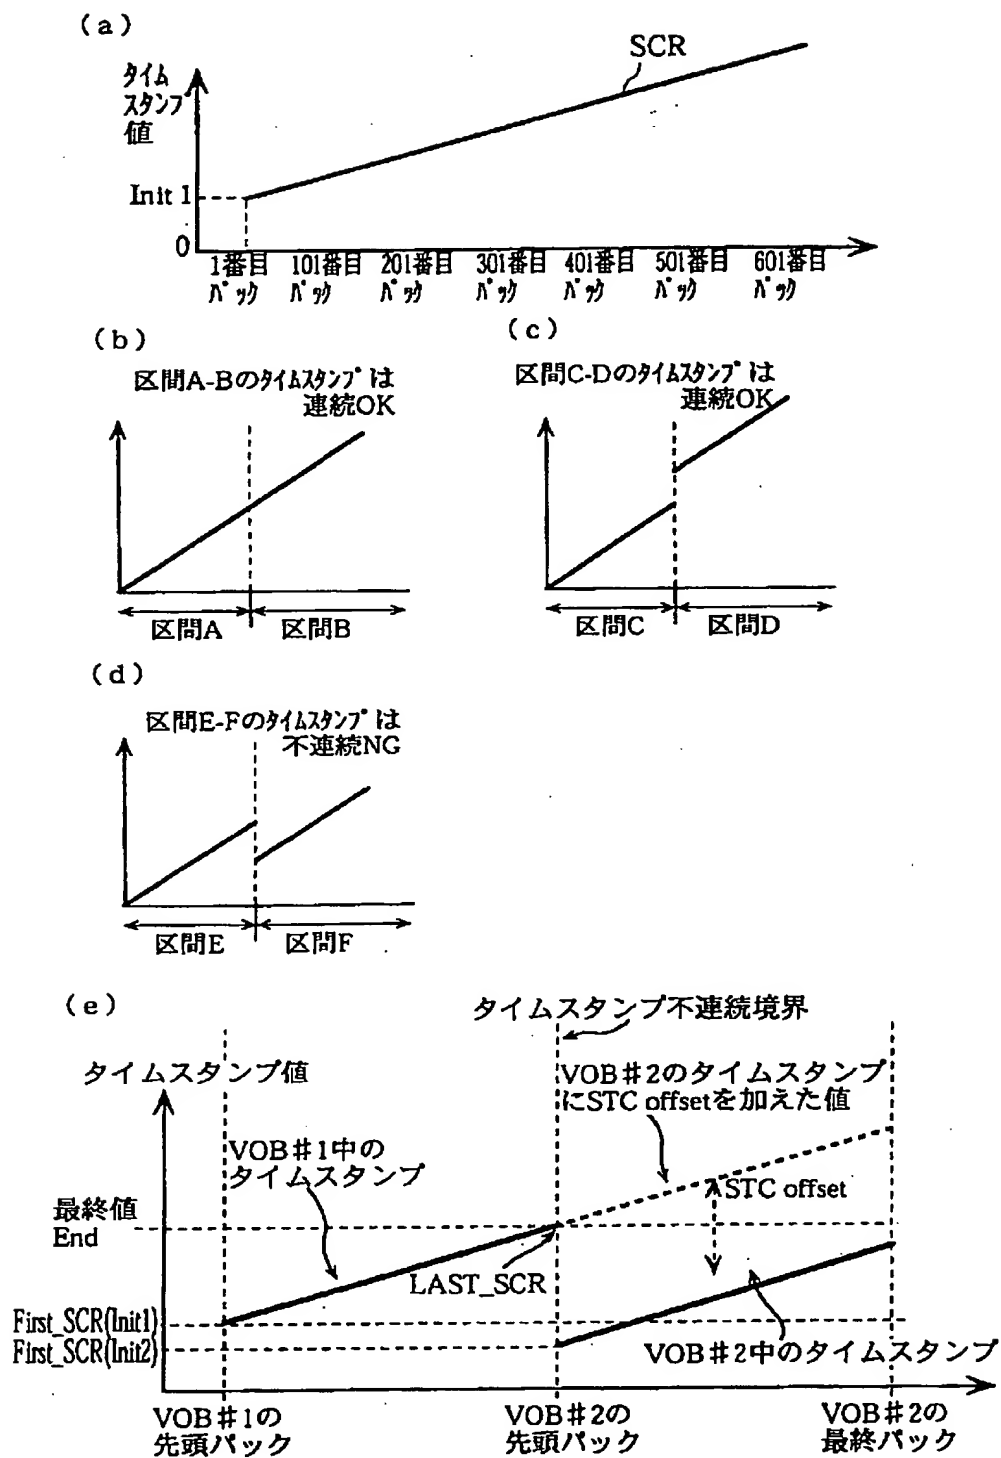 (a)
SCR
タイム
スタンプ
値
Init 1
0
1番目 101番目 201番目 301番目 401番目 501番目 601番目
パック パック パック パック パック パック パック
(b)
(c)
区間A-Bのタイムスタンプは
連続OK
区間C-Dのタイムスタンプは
連続OK
区間A 区間B
区間C 区間D
(d)
区間E-Fのタイムスタンプは
不連続NG
区間E 区間F
(e)
タイムスタンプ不連続境界
タイムスタンプ値
VOB#2のタイムスタンプ
にSTC offsetを加えた値
VOB#1中の
タイムスタンプ
STC offset
最終値
End
LAST_SCR
First_SCR(Init1)
First_SCR(Init2)
VOB#2中のタイムスタンプ
VOB#1の
先頭パック
VOB#2の
先頭パック
VOB#2の
最終パック